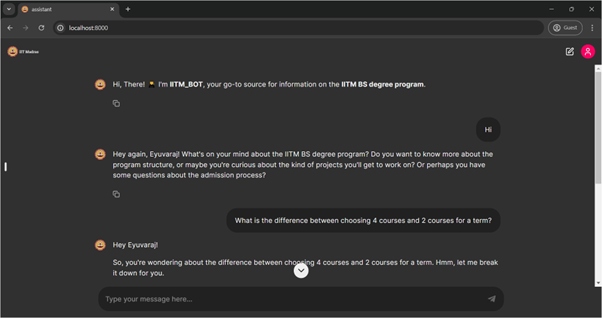 assistant
localhost:8000
Guest
IIT Madras
Hi, There! I'm IITM_BOT, your go-to source for information on the IITM BS degree program.
Hi
Hey again, Eyuvaraj! What's on your mind about the IITM BS degree program? Do you want to know more about the
program structure, or maybe you're curious about the kind of projects you'll get to work on? Or perhaps you have
some questions about the admission process?
What is the difference between choosing 4 courses and 2 courses for a term?
Hey Eyuvaraj!
So, you're wondering about the difference between choosing 4 courses and 2 courses for a term. Hmm, let me break
it down for you.
Type your message here...